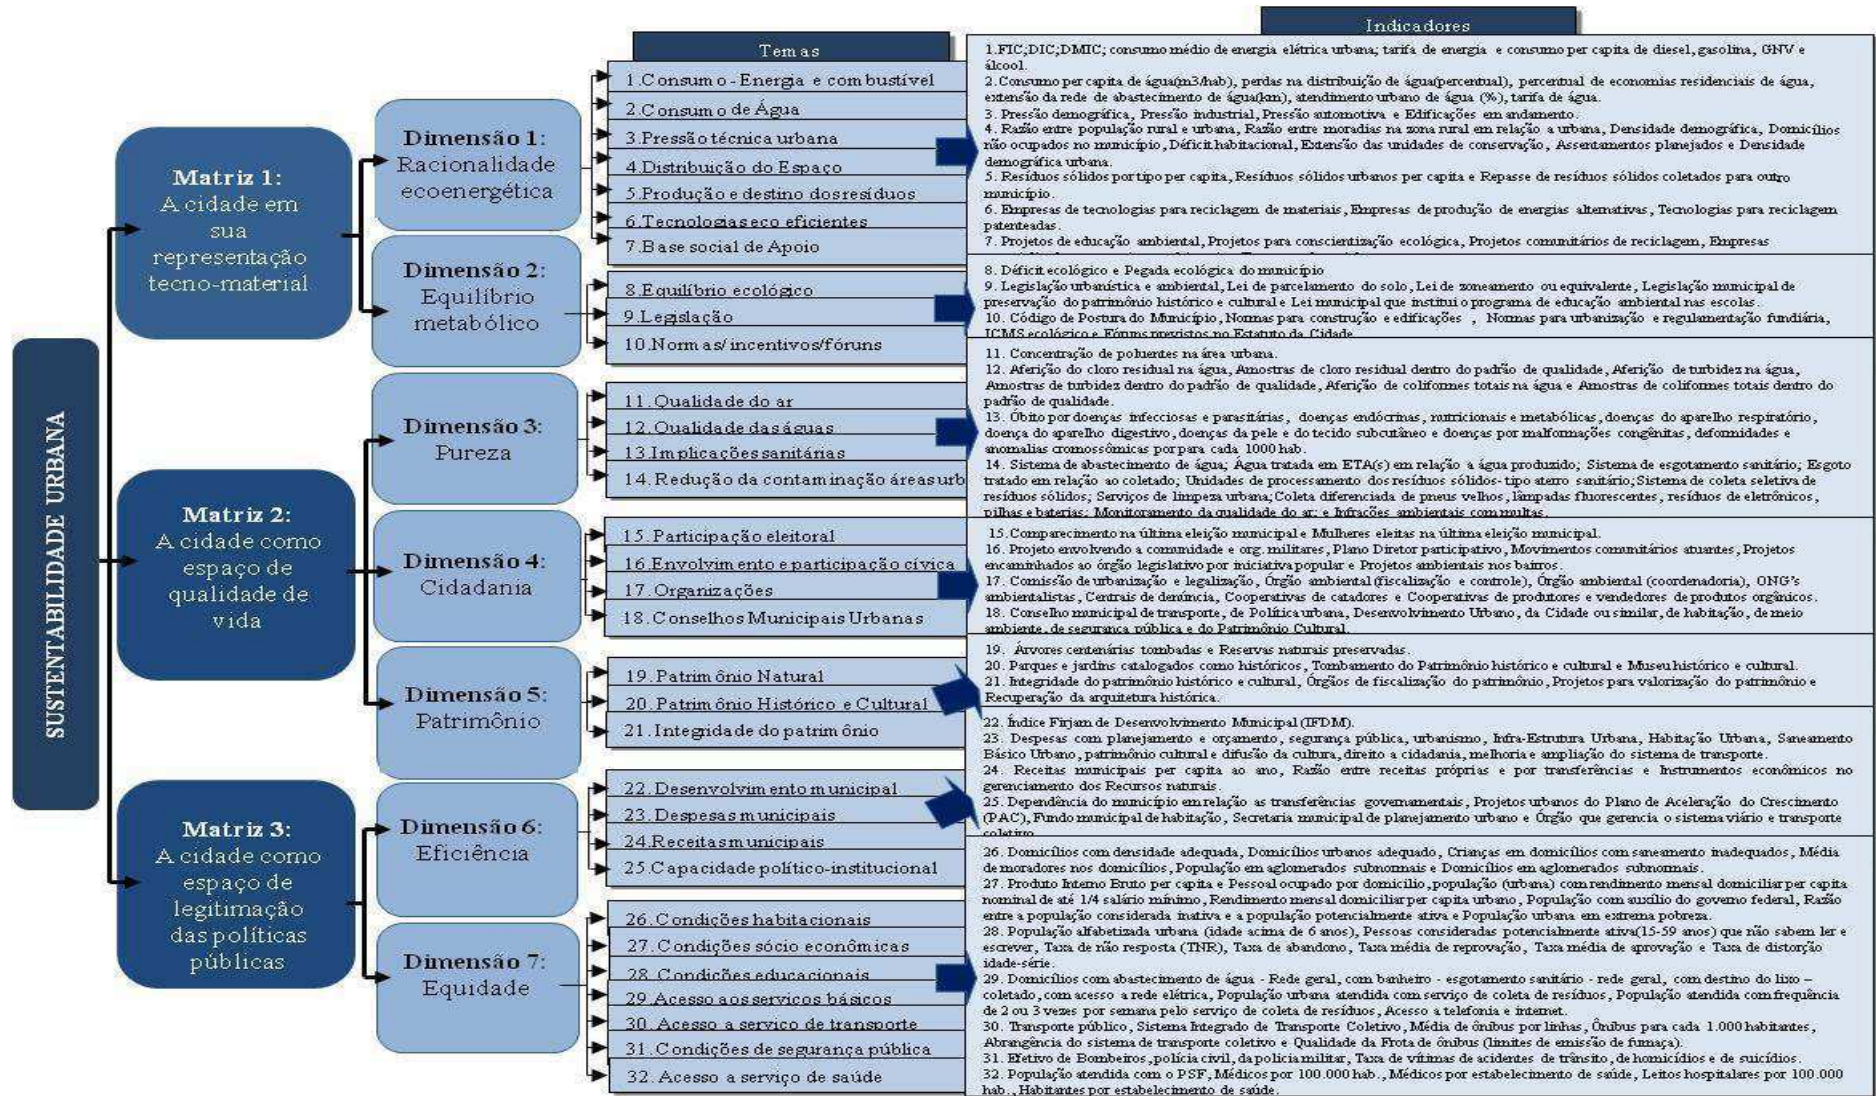 SUSTENTABILIDADE URBANA
Matriz 1:
A cidade em
sua
representação
tecno-material
Matriz 2:
A cidade como
espaço de
qualidade de
vida
Matriz 3:
A cidade como
espaço de
legitimação
das políticas
públicas
Dimensão 1:
Racionalidade
ecoenergética
Dimensão 2:
Equilíbrio
metabólico
Dimensão 3:
Pureza
Dimensão 4:
Cidadania
Dimensão 5:
Patrimônio
Dimensão 6:
Eficiência
Dimensão 7:
Equidade
Temas
1.Consumo-Energia e combustível
2.Consumo de Água
3.Pressão técnica urbana
4.Distribuição do Espaço
5.Produção e destino dos resíduos
6.Tecnologias eco eficientes
7.Base social de Apoio
8.Equilíbrio ecológico
9.Legislação
10.Normas/incentivos/fóruns
11.Qualidade do ar
12.Qualidade das águas
13.Implicações sanitárias
14.Redução da contaminação áreas urb
15.Participação eleitoral
16.Envolvimento e participação cívica
17.Organizações
18.Conselhos Municipais Urbanas
19.Patrimônio Natural
20.Patrimônio Histórico e Cultural
21.Integridade do patrimônio
22.Desenvolvimento municipal
23.Despesas municipais
24.Receitas municipais
25.Capacidade político-institucional
26.Condições habitacionais
27.Condições sócio econômicas
28.Condições educacionais
29.Acesso aos serviços básicos
30.Acesso a serviço de transporte
31.Condições de segurança pública
32.Acesso a serviço de saúde
Indicadores
1.FIC;DIC;DMIC; consumo médio de energia elétrica urbana; tarifa de energia e consumo per capita de diesel, gasolina, GNV e
álcool.
2.Consumo per capita de água(m3/hab), perdas na distribuição de água(percentual), percentual de economias residenciais de água,
extensão da rede de abastecimento de água(km), atendimento urbano de água (%), tarifa de água.
3. Pressão demográfica, Pressão industrial, Pressão automotiva e Edificações em andamento.
4. Razão entre população rural e urbana, Razão entre moradias na zona rural em relação a urbana, Densidade demográfica, Domicílios
não ocupados no município, Déficit habitacional, Extensão das unidades de conservação, Assentamentos planejados e Densidade
demográfica urbana.
5. Resíduos sólidos por tipo per capita, Resíduos sólidos urbanos per capita e Repasse de resíduos sólidos coletados para outro
município.
6. Empresas de tecnologias para reciclagem de materiais, Empresas de produção de energias alternativas, Tecnologias para reciclagem
patenteadas.
7. Projetos de educação ambiental, Projetos para conscientização ecológica, Projetos comunitários de reciclagem, Empresas
8. Déficit ecológico e Pegada ecológica do município
9. Legislação urbanística e ambiental, Lei de parcelamento do solo, Lei de zoneamento ou equivalente, Legislação municipal de
preservação do patrimônio histórico e cultural e Lei municipal que institui o programa de educação ambiental nas escolas.
10. Código de Postura do Município, Normas para construção e edificações , Normas para urbanização e regulamentação fundiária,
ICMS ecológico e Fóruns previstos no Estatuto da Cidade
11. Concentração de poluentes na área urbana.
12. Aferição do cloro residual na água, Amostras de cloro residual dentro do padrão de qualidade, Aferição de turbidez na água,
Amostras de turbidez dentro do padrão de qualidade, Aferição de coliformes totais na água e Amostras de coliformes totais dentro do
padrão de qualidade.
13. Óbito por doenças infecciosas e parasitárias, doenças endócrinas, nutricionais e metabólicas, doenças do aparelho respiratório,
doença do aparelho digestivo, doenças da pele e do tecido subcutâneo e doenças por malformações congênitas, deformidades e
anomalias cromossômicas por para cada 1000 hab.
14. Sistema de abastecimento de água; Água tratada em ETA(s) em relação a água produzido; Sistema de esgotamento sanitário; Esgoto
tratado em relação ao coletado; Unidades de processamento dos resíduos sólidos- tipo aterro sanitário; Sistema de coleta seletiva de
resíduos sólidos; Serviços de limpeza urbana; Coleta diferenciada de pneus velhos, lâmpadas fluorescentes, resíduos de eletrônicos,
pilhas e baterias; Monitoramento da qualidade do ar; e Infrações ambientais com multas.
15. Comparecimento na última eleição municipal e Mulheres eleitas na última eleição municipal.
16. Projeto envolvendo a comunidade e org. militares, Plano Diretor participativo, Movimentos comunitários atuantes, Projetos
encaminhados ao órgão legislativo por iniciativa popular e Projetos ambientais nos bairros.
17. Comissão de urbanização e legalização, Órgão ambiental (fiscalização e controle), Órgão ambiental (coordenadoria), ONG's
ambientalistas, Centrais de denúncia, Cooperativas de catadores e Cooperativas de produtores e vendedores de produtos orgânicos.
18. Conselho municipal de transporte, de Política urbana, Desenvolvimento Urbano, da Cidade ou similar, de habitação, de meio
ambiente, de segurança pública e do Patrimônio Cultural.
19. Árvores centenárias tombadas e Reservas naturais preservadas.
20. Parques e jardins catalogados como históricos, Tombamento do Patrimônio histórico e cultural e Museu histórico e cultural.
21. Integridade do patrimônio histórico e cultural, Órgãos de fiscalização do patrimônio, Projetos para valorização do patrimônio e
Recuperação da arquitetura histórica.
22. Índice Firjam de Desenvolvimento Municipal (IFDM).
23. Despesas com planejamento e orçamento, segurança pública, urbanismo, Infra-Estrutura Urbana, Habitação Urbana, Saneamento
Básico Urbano, patrimônio cultural e difusão da cultura, direito a cidadania, melhoria e ampliação do sistema de transporte.
24. Receitas municipais per capita ao ano, Razão entre receitas próprias e por transferências e Instrumentos econômicos no
gerenciamento dos Recursos naturais.
25. Dependência do município em relação as transferências governamentais, Projetos urbanos do Plano de Aceleração do Crescimento
(PAC), Fundo municipal de habitação, Secretaria municipal de planejamento urbano e Órgão que gerencia o sistema viário e transporte
coletivo
26. Domicílios com densidade adequada, Domicílios urbanos adequado, Crianças em domicílios com saneamento inadequados, Média
de moradores nos domicílios, População em aglomerados subnormais e Domicílios em aglomerados subnormais.
27. Produto Interno Bruto per capita e Pessoal ocupado por domicílio, população (urbana) com rendimento mensal domiciliar per capita
nominal de até 1/4 salário mínimo, Rendimento mensal domiciliar per capita urbano, População com auxílio do governo federal, Razão
entre a população considerada inativa e a população potencialmente ativa e População urbana em extrema pobreza.
28. População alfabetizada urbana (idade acima de 6 anos), Pessoas consideradas potencialmente ativa(15-59 anos) que não sabem ler e
escrever, Taxa de não resposta (TNR), Taxa de abandono, Taxa média de reprovação, Taxa média de aprovação e Taxa de distorção
idade-série.
29. Domicílios com abastecimento de água - Rede geral, com banheiro - esgotamento sanitário - rede geral, com destino do lixo –
coletado, com acesso a rede elétrica, População urbana atendida com serviço de coleta de resíduos, População atendida com frequência
de 2 ou 3 vezes por semana pelo serviço de coleta de resíduos, Acesso a telefonia e internet.
30. Transporte público, Sistema Integrado de Transporte Coletivo, Média de ônibus por linhas, Ônibus para cada 1.000 habitantes,
Abrangência do sistema de transporte coletivo e Qualidade da Frota de ônibus (limites de emissão de fumaça).
31. Efetivo de Bombeiros, polícia civil, da policia militar, Taxa de vítimas de acidentes de trânsito, de homicídios e de suicídios.
32. População atendida com o PSF, Médicos por 100.000 hab., Médicos por estabelecimento de saúde, Leitos hospitalares por 100.000
hab., Habitantes por estabelecimento de saúde.